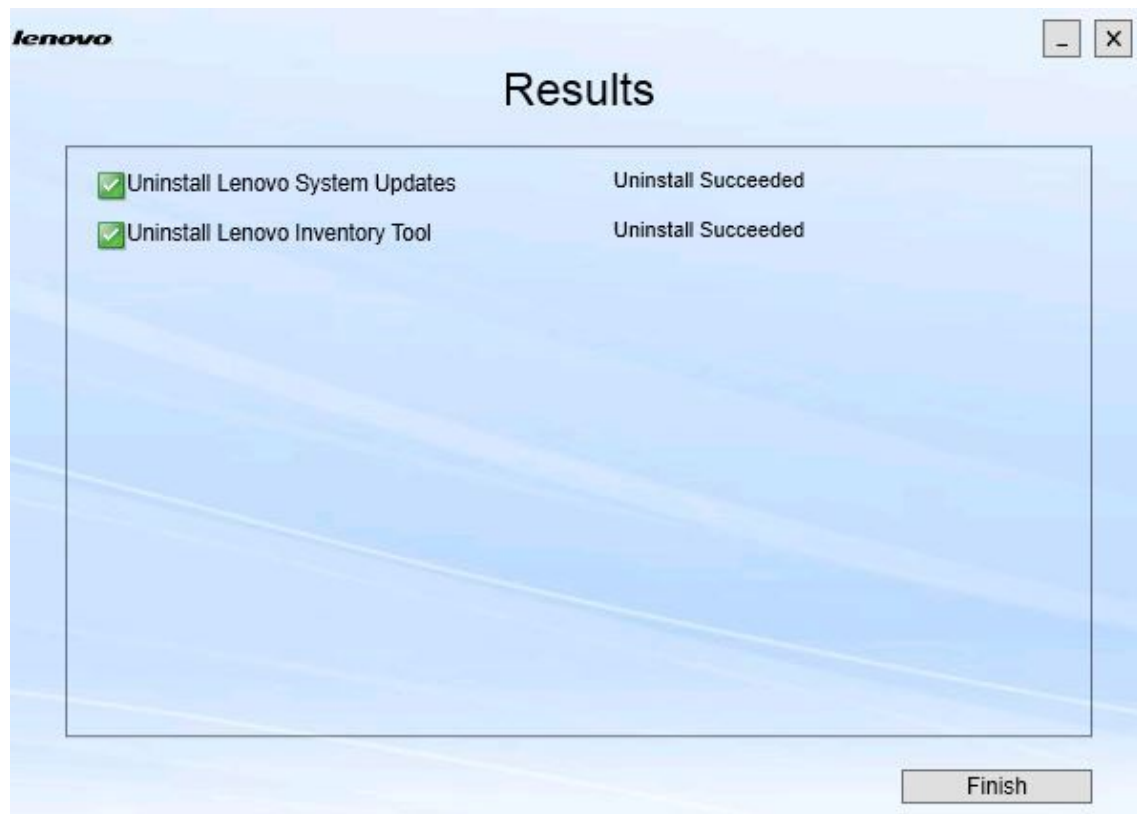 lenovo
Results
Uninstall Lenovo System Updates Uninstall Succeeded
Uninstall Lenovo Inventory Tool Uninstall Succeeded
Finish